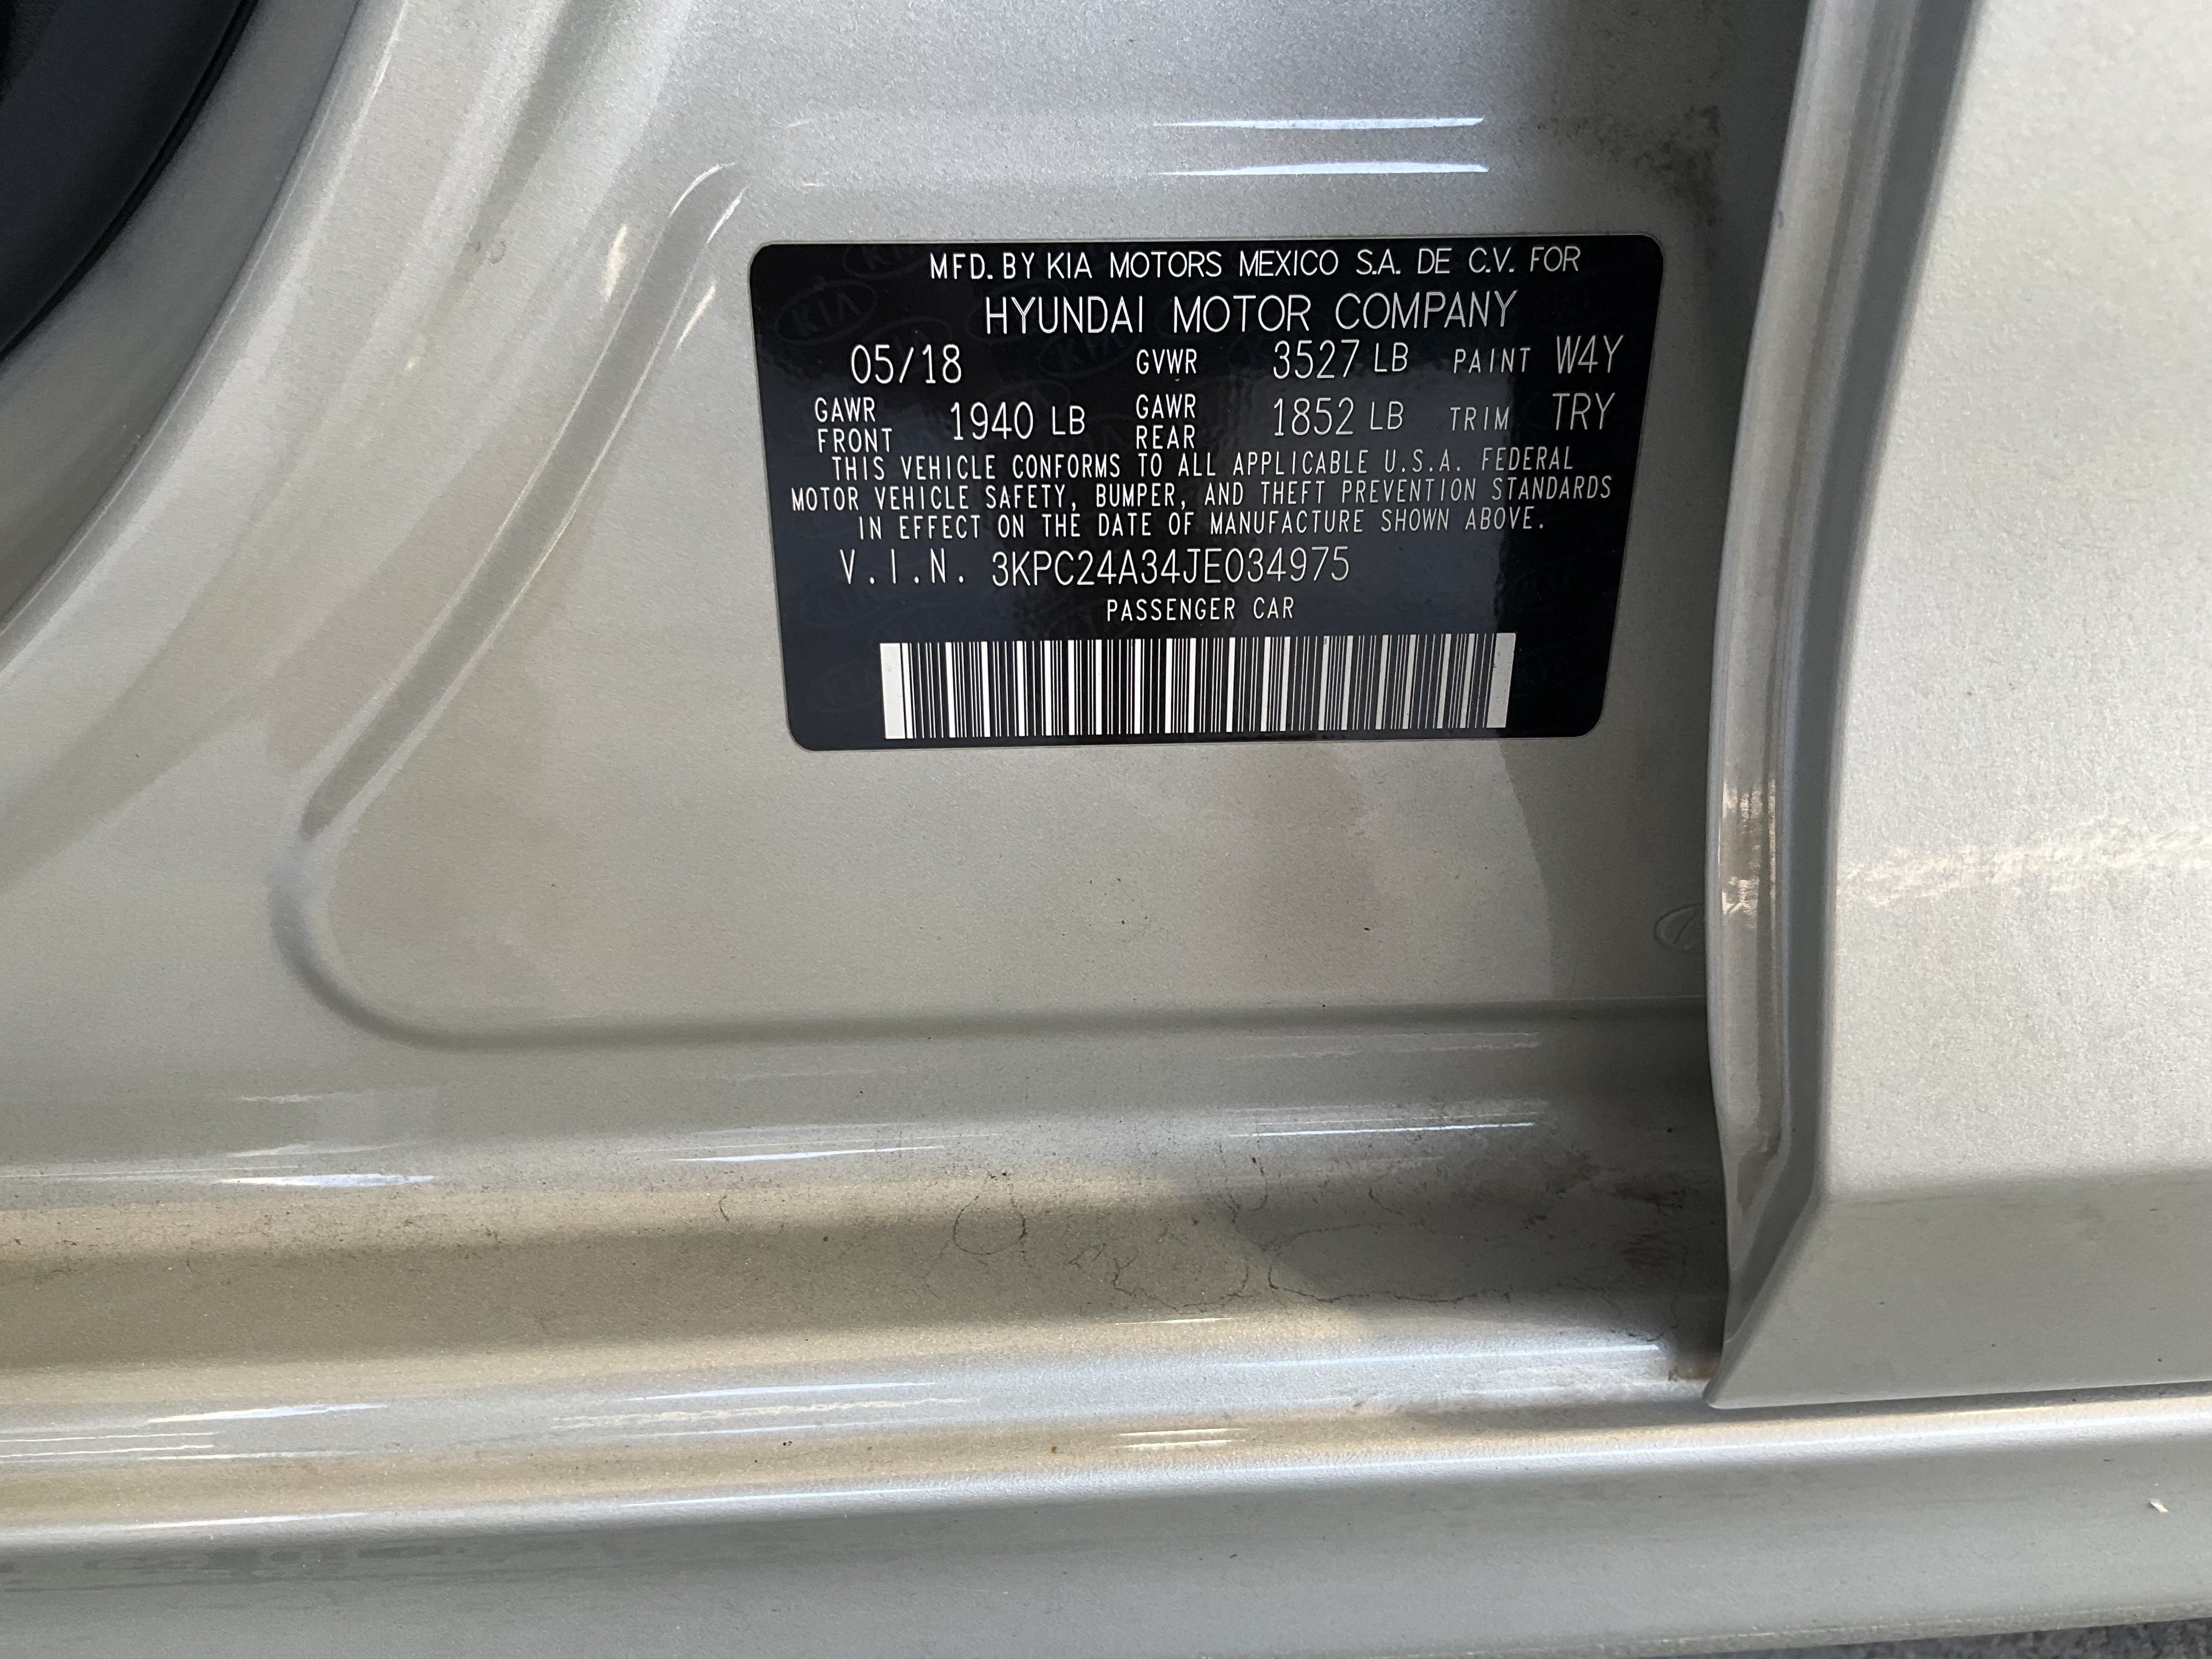 MFD. BY KIA MOTORS MEXICO S.A. DE C.V. FOR
HYUNDAI MOTOR COMPANY
05/18 GVWR 3527 LB PAINT W4Y
GAWR FRONT 1940 LB GAWR REAR 1852 LB TRIM TRY
THIS VEHICLE CONFORMS TO ALL APPLICABLE U.S.A. FEDERAL
MOTOR VEHICLE SAFETY, BUMPER, AND THEFT PREVENTION STANDARDS
IN EFFECT ON THE DATE OF MANUFACTURE SHOWN ABOVE.
V.I.N. 3KPC24A34JE034975
PASSENGER CAR